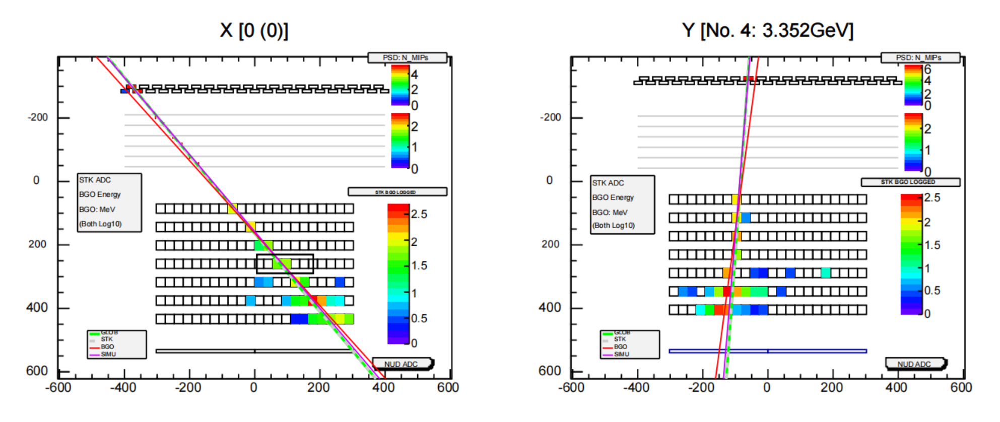 X [0 (0)]
PSD: N_MIPs
4
2
0
2
1
0
-200
0
200
400
600
STK ADC
BGO Energy
BGO: MeV
(Both Log10)
STK BGO LOGGED
2.5
2
1.5
1
0.5
0
GLOB
STK
BGO
SIMU
NUD ADC
-600 -400 -200 0 200 400 600
Y [No. 4: 3.352GeV]
PSD: N_MIPs
6
4
2
0
2
1
0
-200
0
200
400
600
STK ADC
BGO Energy
BGO: MeV
(Both Log10)
STK BGO LOGGED
2.5
2
1.5
1
0.5
0
GLOB
STK
BGO
SIMU
NUD ADC
-600 -400 -200 0 200 400 600